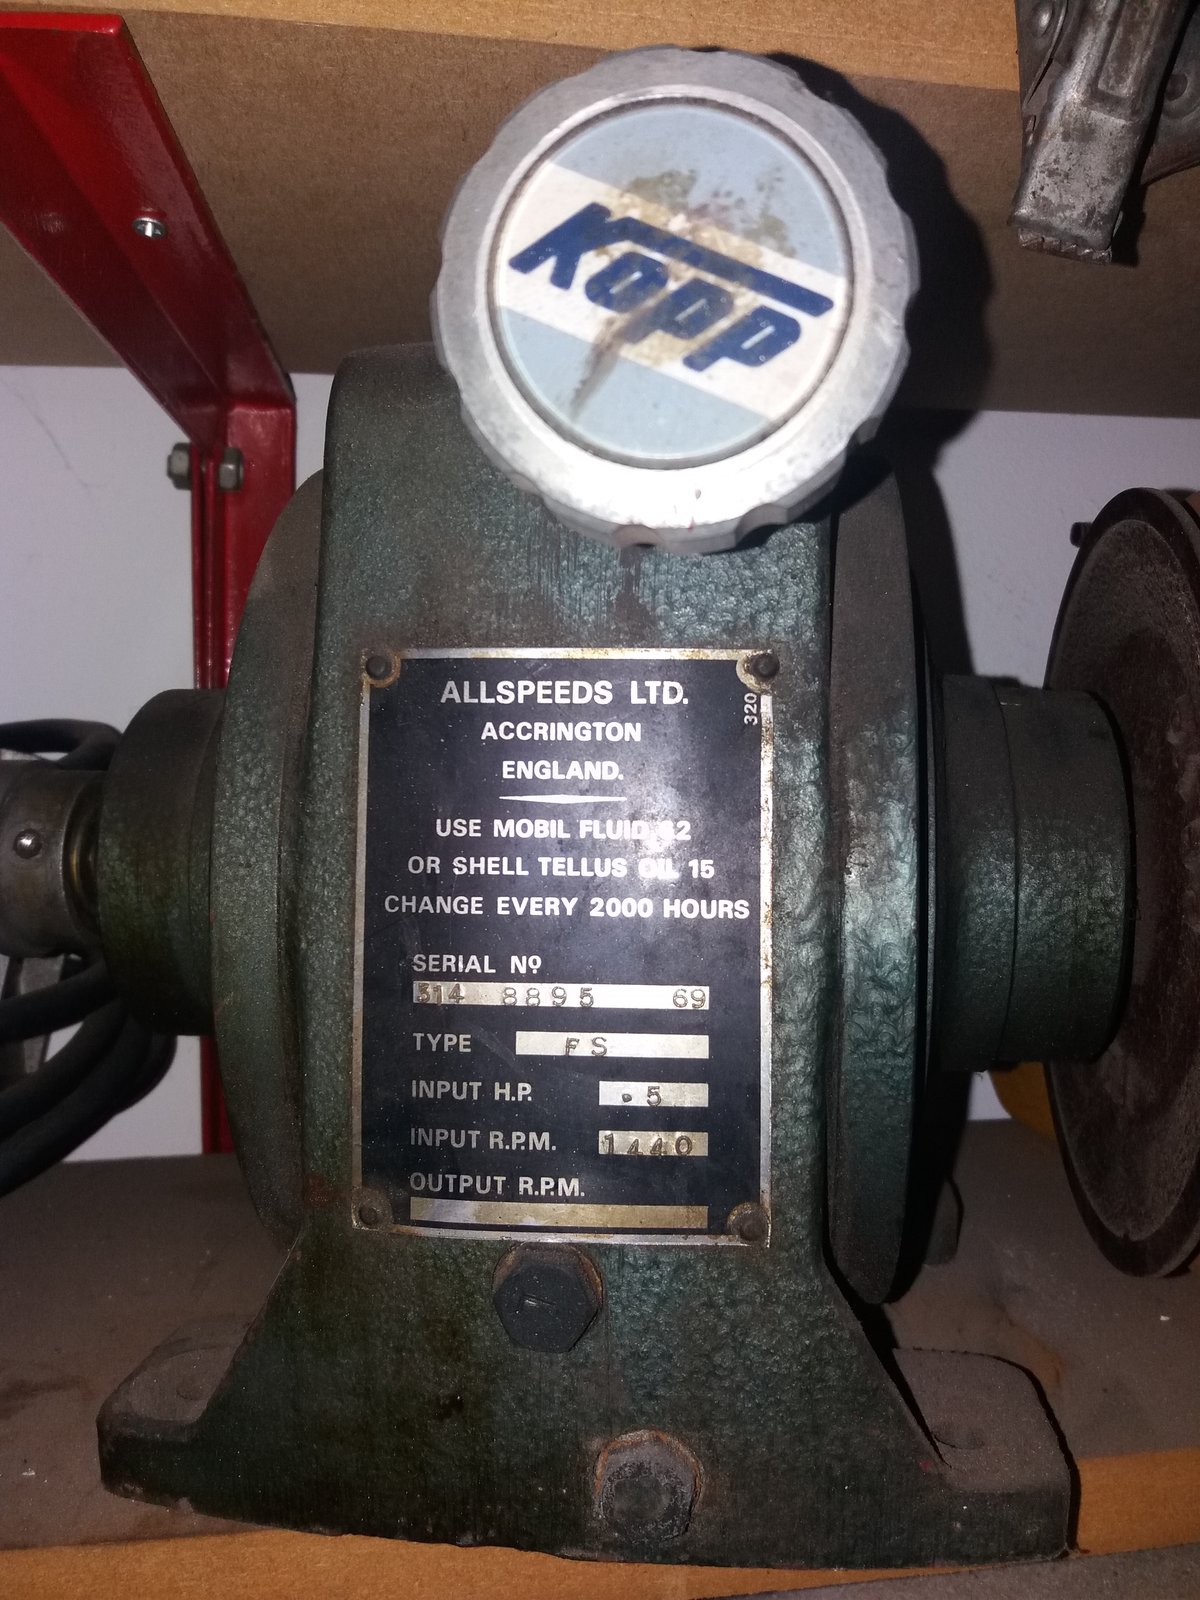 Kopp
ALLSPEEDS LTD.
320
ACCRINGTON
ENGLAND.
USE MOBIL FLUID
OR SHELL TELLUS OIL 15
CHANGE EVERY 2000 HOURS
SERIAL Nº
314 8895 69
TYPE FS
INPUT H.P. .5
INPUT R.P.M. 1440
OUTPUT R.P.M.